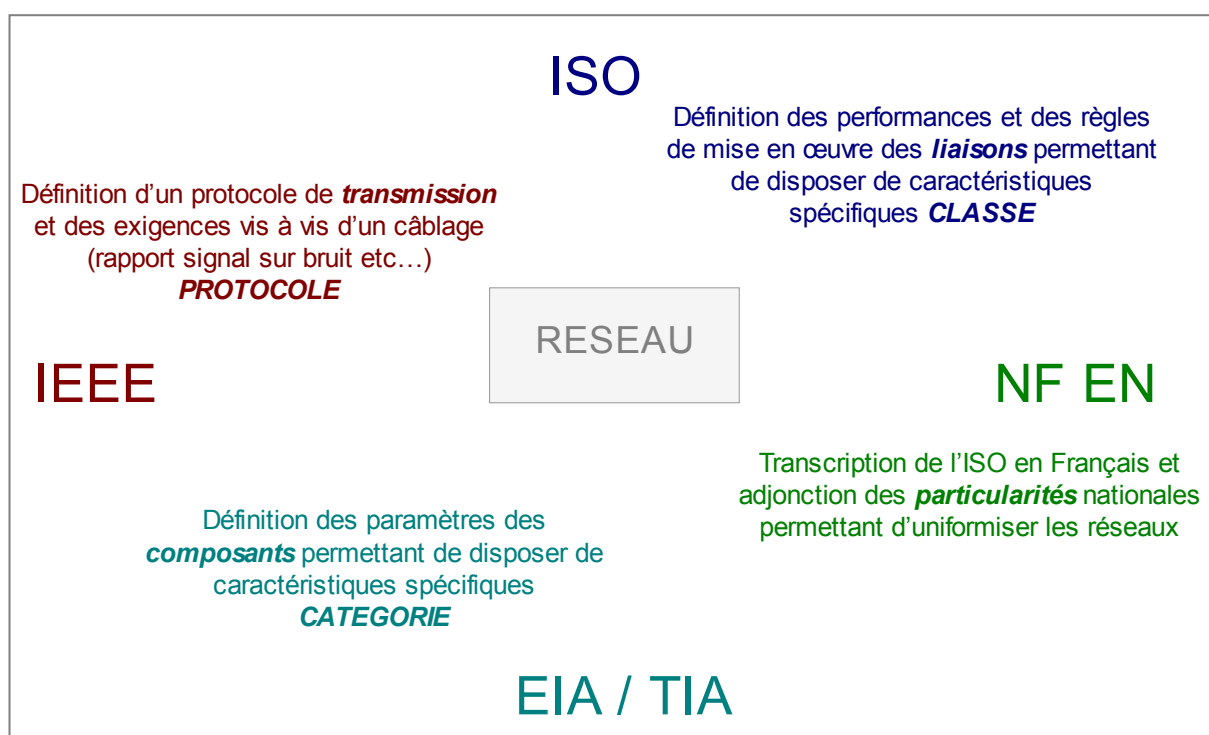 ISO
Définition des performances et des règles
de mise en œuvre des liaisons permettant
de disposer de caractéristiques
spécifiques CLASSE
Définition d’un protocole de transmission
et des exigences vis à vis d’un câblage
(rapport signal sur bruit etc…)
PROTOCOLE
RESEAU
IEEE
NF EN
Transcription de l’ISO en Français et
adjonction des particularités nationales
permettant d’uniformiser les réseaux
Définition des paramètres des
composants permettant de disposer de
caractéristiques spécifiques
CATEGORIE
EIA / TIA